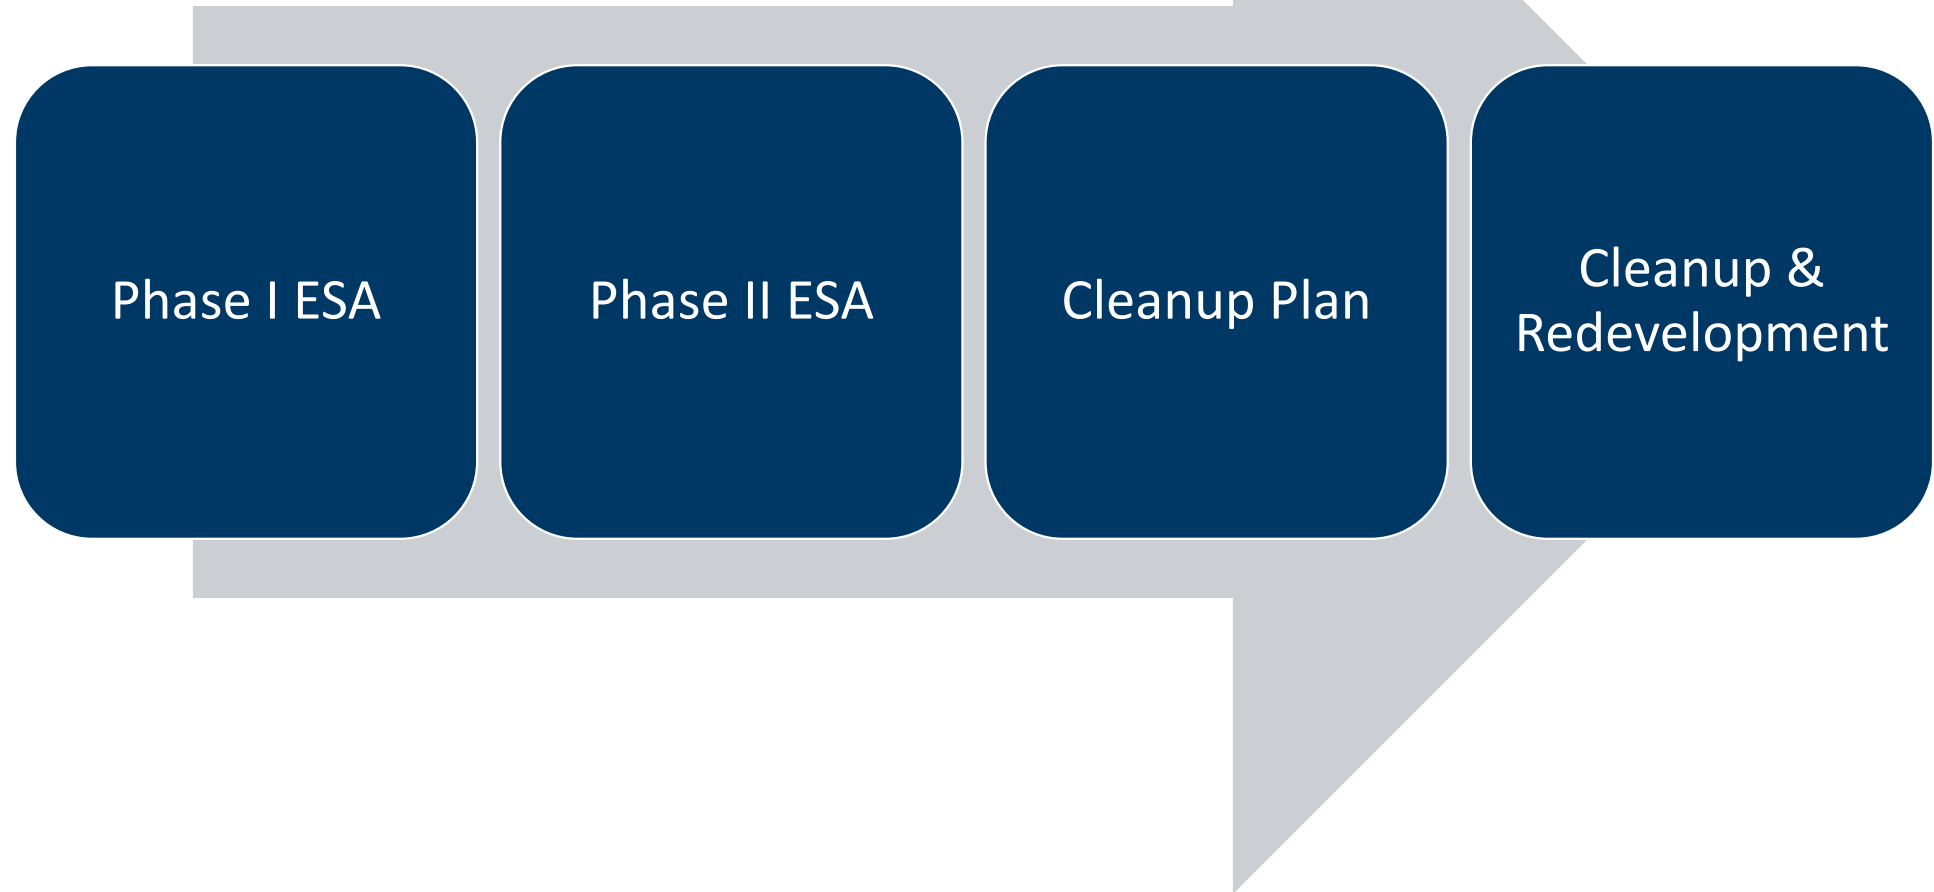 Phase I ESA
Phase II ESA
Cleanup Plan
Cleanup &
Redevelopment